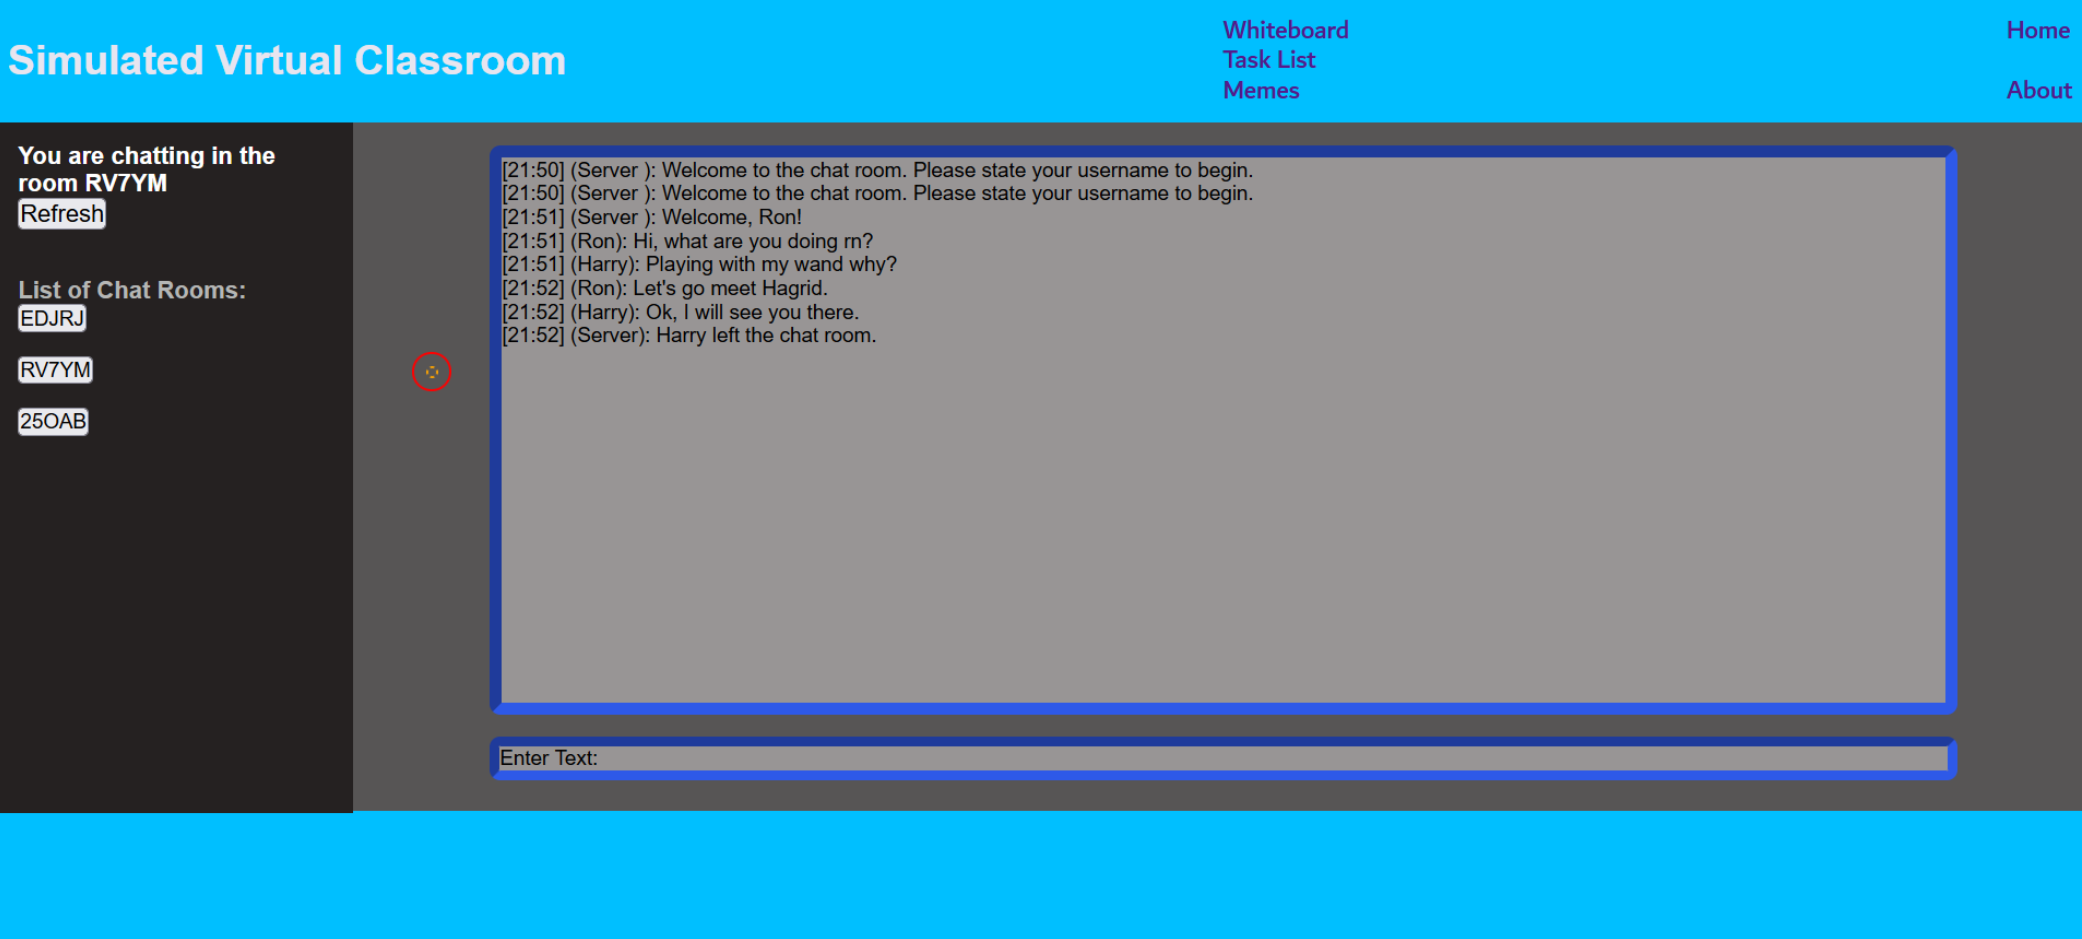 Simulated Virtual Classroom
Whiteboard
Task List
Memes
Home
About
You are chatting in the
room RV7YM
Refresh
List of Chat Rooms:
EDJRJ
RV7YM
25OAB
[21:50] (Server ): Welcome to the chat room. Please state your username to begin.
[21:50] (Server ): Welcome to the chat room. Please state your username to begin.
[21:51] (Server ): Welcome, Ron!
[21:51] (Ron): Hi, what are you doing rn?
[21:51] (Harry): Playing with my wand why?
[21:52] (Ron): Let's go meet Hagrid.
[21:52] (Harry): Ok, I will see you there.
[21:52] (Server): Harry left the chat room.
Enter Text: